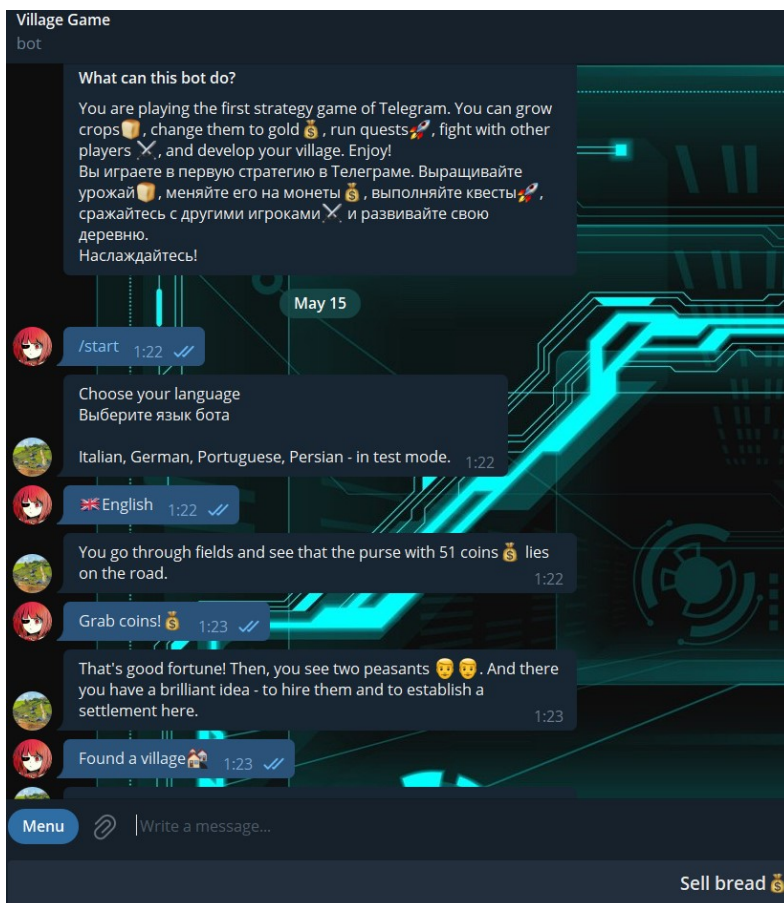 Village Game
bot
What can this bot do?
You are playing the first strategy game of Telegram. You can grow
crops🍞, change them to gold💰, run quests🚀, fight with other
players⚔️, and develop your village. Enjoy!
Вы играете в первую стратегию в Телеграме. Выращивайте
урожай🍞, меняйте его на монеты💰, выполняйте квесты🚀,
сражайтесь с другими игроками⚔️ и развивайте свою
деревню.
Наслаждайтесь!
May 15
/start 1:22
Choose your language
Выберите язык бота
Italian, German, Portuguese, Persian - in test mode. 1:22
🇬🇧English 1:22
You go through fields and see that the purse with 51 coins💰 lies
on the road. 1:22
Grab coins!💰 1:23
That's good fortune! Then, you see two peasants👨👨. And there
you have a brilliant idea - to hire them and to establish a
settlement here. 1:23
Found a village🏘 1:23
Menu Write a message...
Sell bread💰